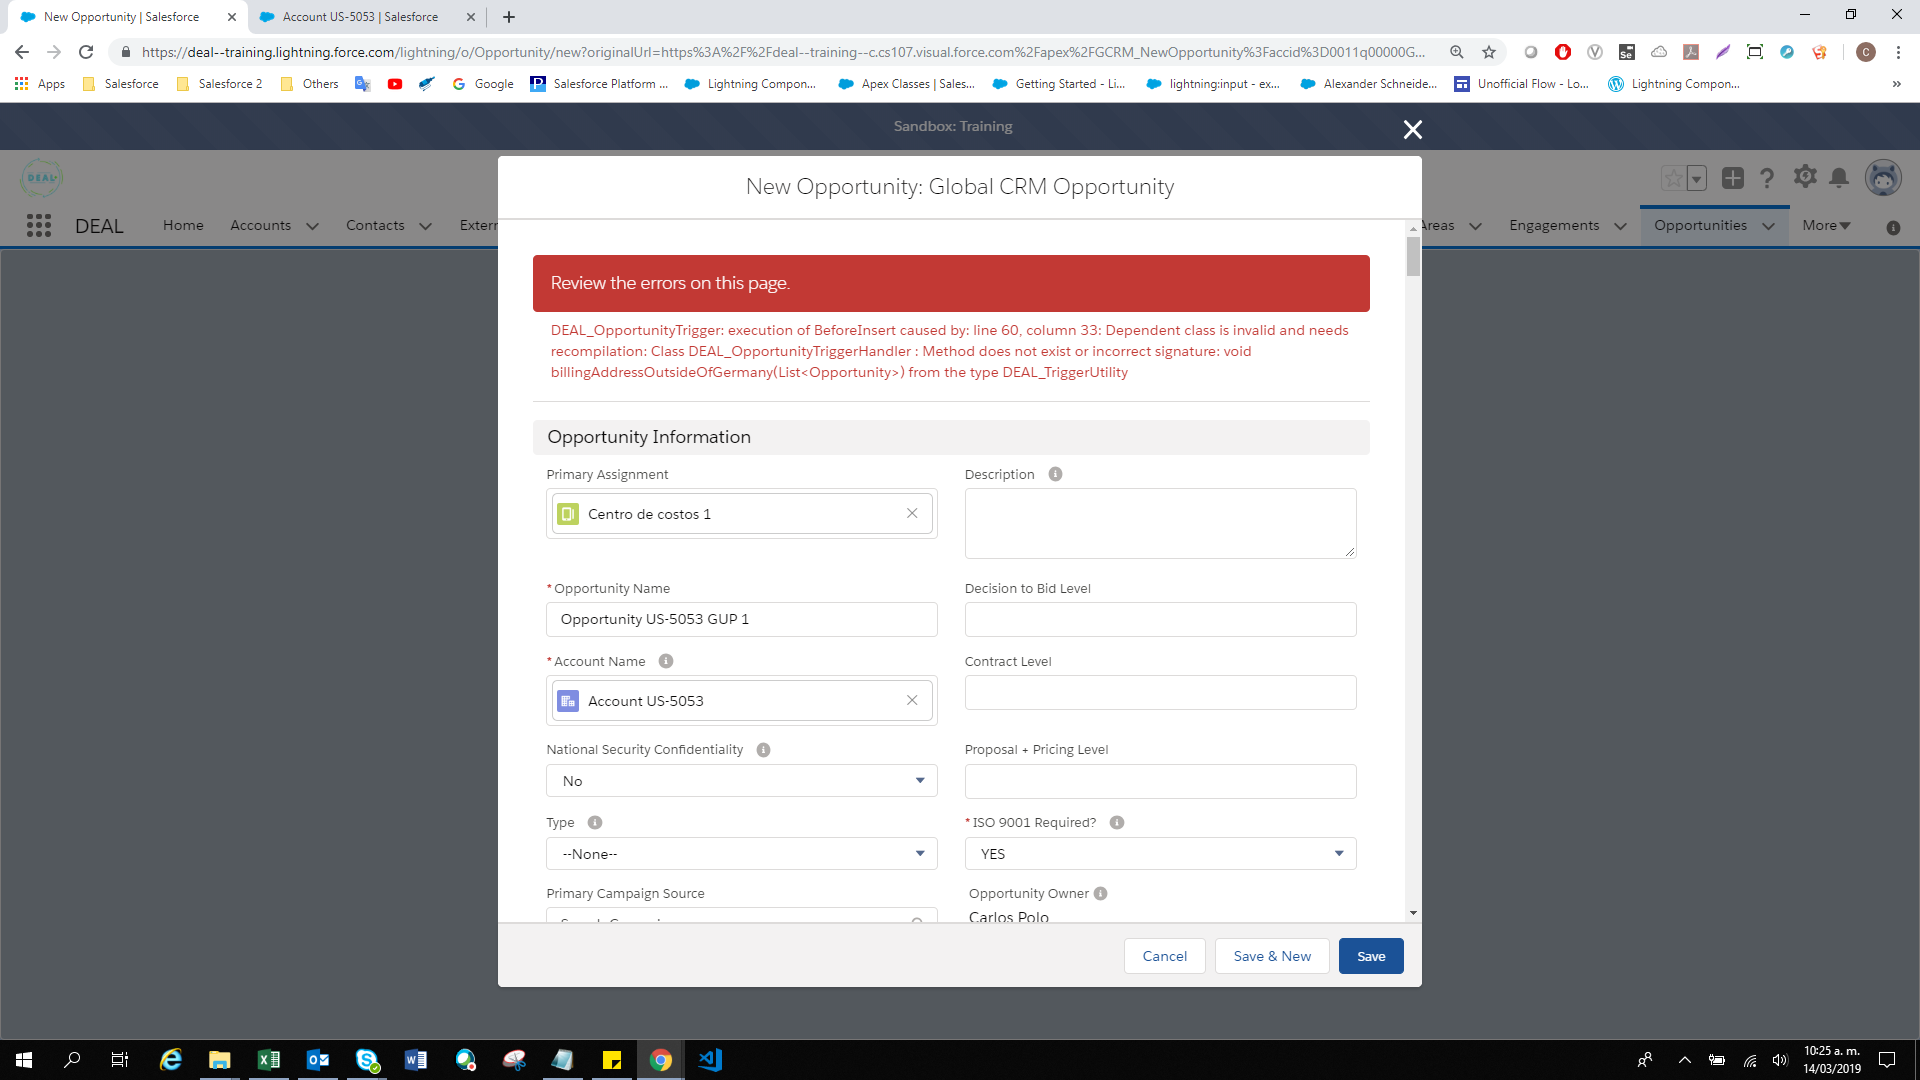 New Opportunity | Salesforce
Account US-5053 | Salesforce
https://deal--training.lightning.force.com/lightning/o/Opportunity/new?originalUrl=https%3A%2F%2Fdeal--training--c.cs107.visual.force.com%2Fapex%2FGCRM_NewOpportunity%3Faccid%3D0011q00000G...
Apps
Salesforce
Salesforce 2
Others
Google
Salesforce Platform ...
Lightning Compon...
Apex Classes | Sales...
Getting Started - Li...
lightning:input - ex...
Alexander Schneide...
Unofficial Flow - Lo...
Lightning Compon...
»
Sandbox: Training
DEAL
DEAL
Home
Accounts
Contacts
Extern
Areas
Engagements
Opportunities
More
New Opportunity: Global CRM Opportunity
Review the errors on this page.
DEAL_OpportunityTrigger: execution of BeforeInsert caused by: line 60, column 33: Dependent class is invalid and needs
recompilation: Class DEAL_OpportunityTriggerHandler : Method does not exist or incorrect signature: void
billingAddressOutsideOfGermany(List<Opportunity>) from the type DEAL_TriggerUtility
Opportunity Information
Primary Assignment
Description
Centro de costos 1
*Opportunity Name
Decision to Bid Level
Opportunity US-5053 GUP 1
*Account Name
Contract Level
Account US-5053
National Security Confidentiality
Proposal + Pricing Level
No
Type
*ISO 9001 Required?
--None--
YES
Primary Campaign Source
Opportunity Owner
Carlos Polo
Cancel
Save & New
Save
10:25 a. m.
14/03/2019